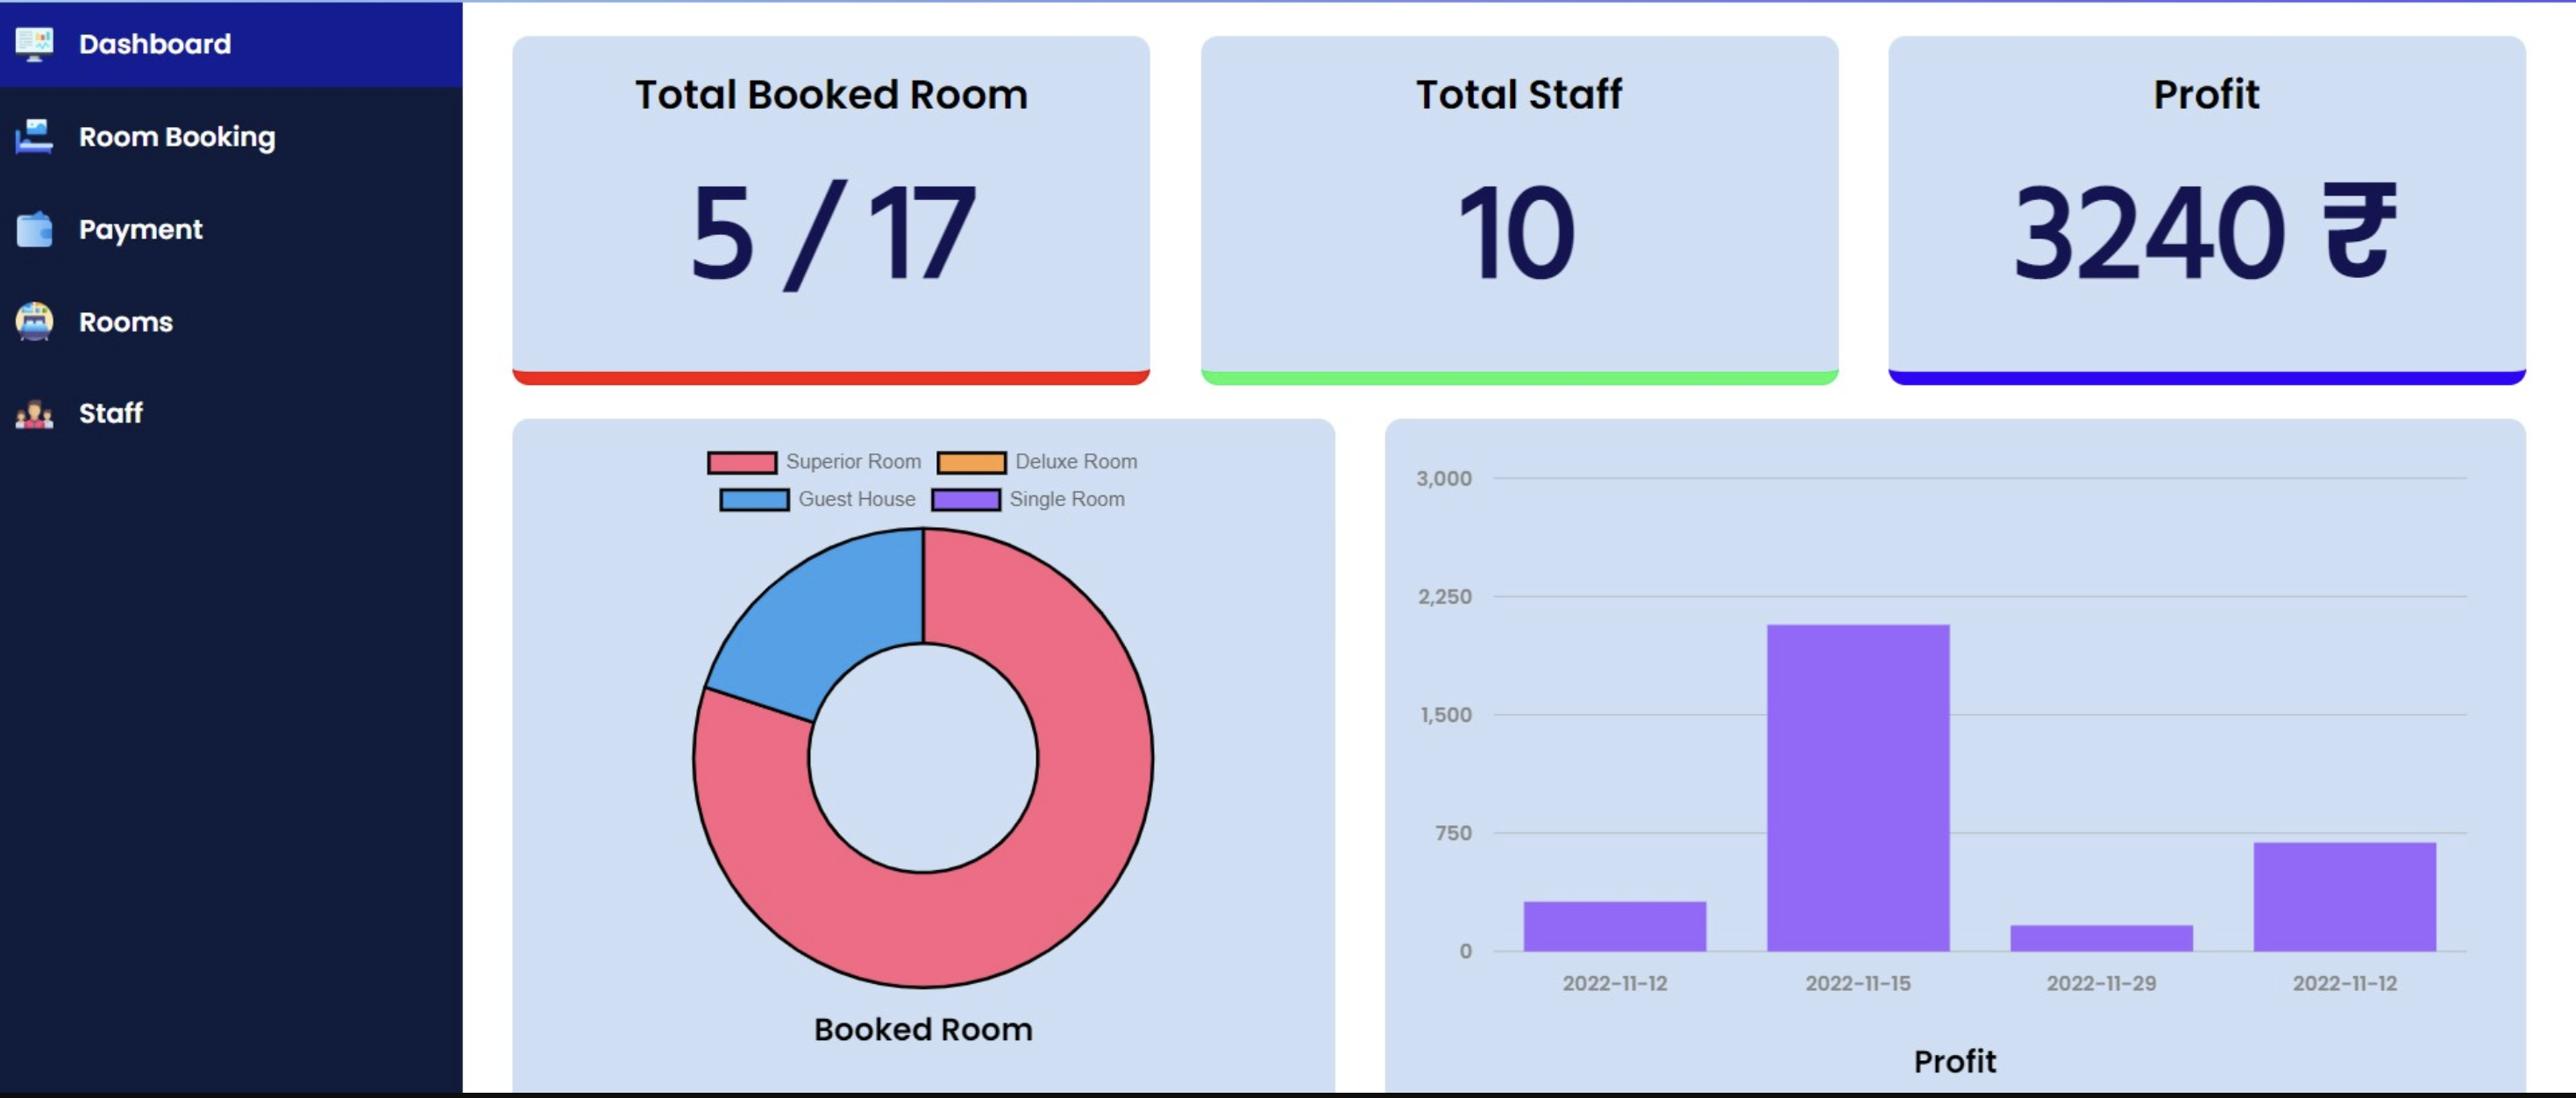 Dashboard
Room Booking
Payment
Rooms
Staff
Total Booked Room
5 / 17
Total Staff
10
Profit
3240 ₹
Superior Room Deluxe Room
Guest House Single Room
Booked Room
3,000
2,250
1,500
750
0
2022-11-12 2022-11-15 2022-11-29 2022-11-12
Profit